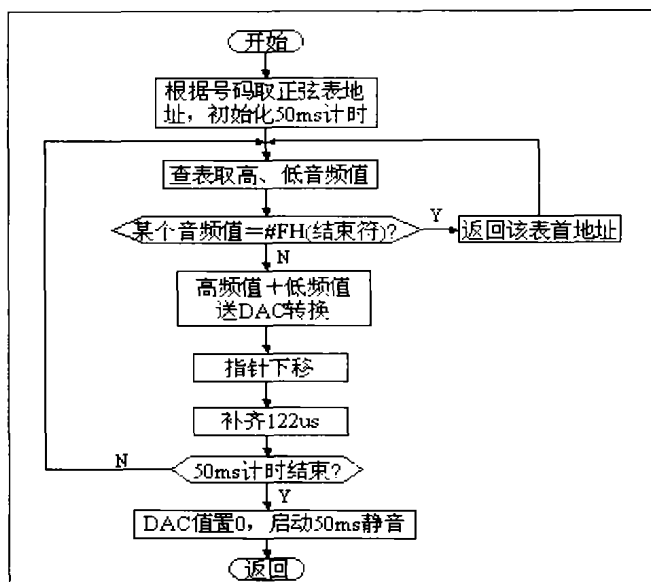 开始
根据号码取正弦表地
址，初始化50ms计时
查表取高、低音频值
某个音频值＝#FH(结束符)?
Y
返回该表首地址
N
高频值＋低频值
送DAC转换
指针下移
补齐122us
N
50ms计时结束?
Y
DAC值置0，启动50ms静音
返回